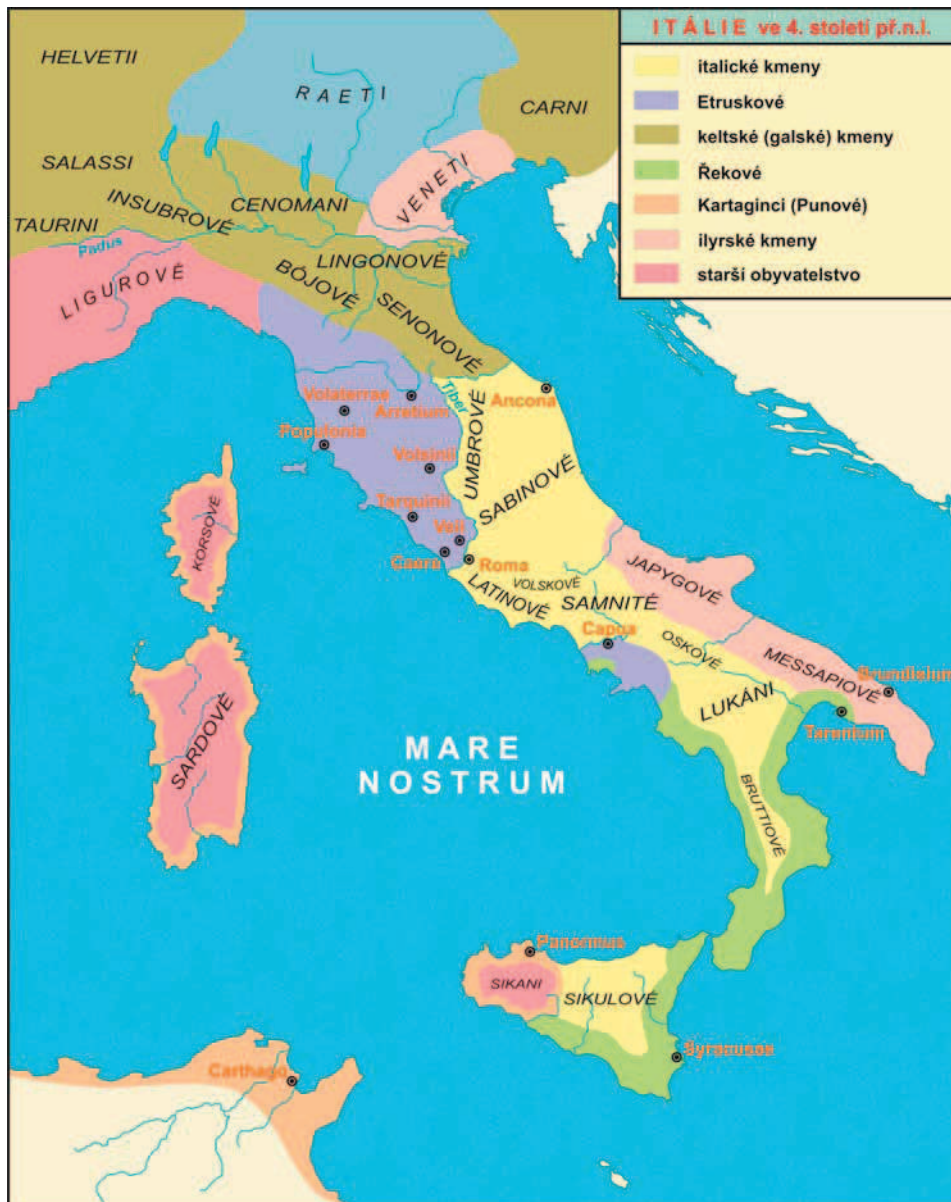 ITÁLIE ve 4. století př.n.l.
italické kmeny
Etruskové
keltské (galské) kmeny
Řekové
Kartaginci (Punové)
ilyrské kmeny
starší obyvatelstvo
HELVETII
RAETI
CARNI
SALASSI
VENETI
INSUBROVÉ
CENOMANI
TAURINI
Padus
LINGONOVÉ
LIGUROVÉ
BÓJOVÉ
SENONOVÉ
Tiber
Volaterrae
Arretium
Ancona
Populonia
UMBROVÉ
Volsinii
SABINOVÉ
Tarquinii
Veii
KORSOVÉ
Caere
Roma
JAPYGOVÉ
VOLSKOVÉ
LATINOVÉ
SAMNITÉ
Capua
OSKOVÉ
MESSAPIOVÉ
Brundisium
LUKÁNI
Tarentum
SARDOVÉ
MARE
NOSTRUM
BRUTTIOVÉ
Panormus
SIKANI
SIKULOVÉ
Syracusae
Carthago